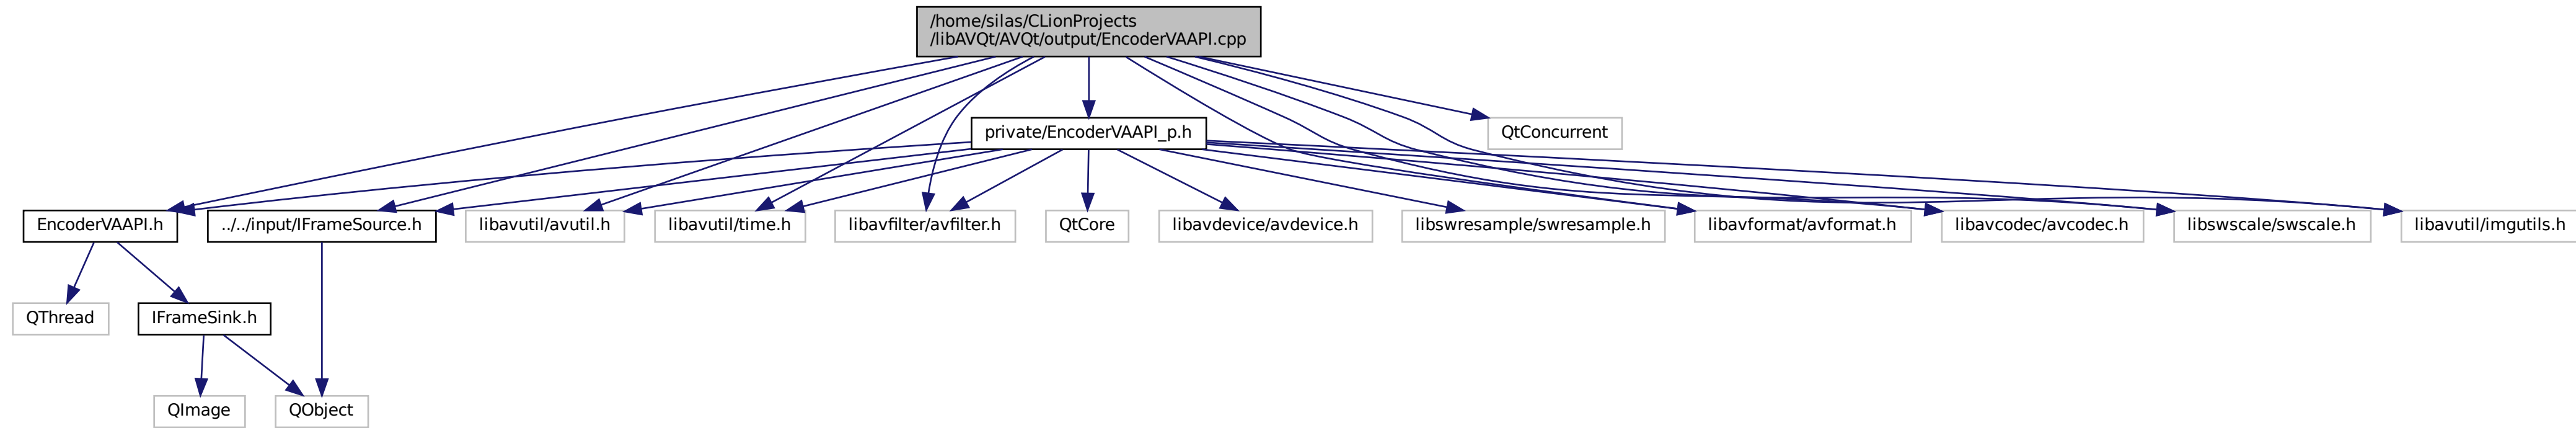 /home/silas/CLionProjects
/libAVQt/AVQt/output/EncoderVAAPI.cpp
private/EncoderVAAPI_p.h
QtConcurrent
EncoderVAAPI.h
../../input/IFrameSource.h
libavutil/avutil.h
libavutil/time.h
libavfilter/avfilter.h
QtCore
libavdevice/avdevice.h
libswresample/swresample.h
libavformat/avformat.h
libavcodec/avcodec.h
libswscale/swscale.h
libavutil/imgutils.h
QThread
IFrameSink.h
QImage
QObject